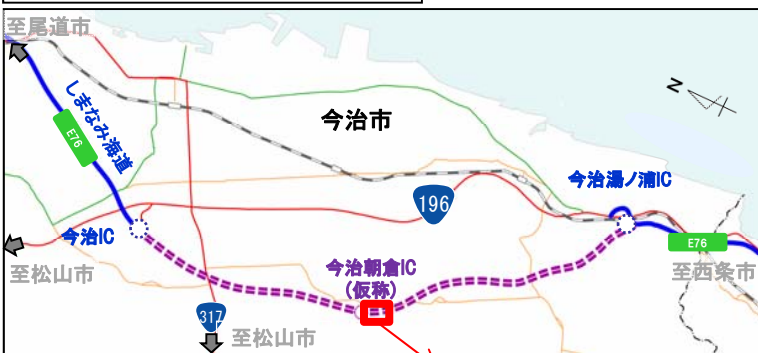 至尾道市
しまなみ海道
E76
今治市
N
今治湯ノ浦IC
196
今治IC
E76
至松山市
今治朝倉IC
(仮称)
至西条市
317
至松山市